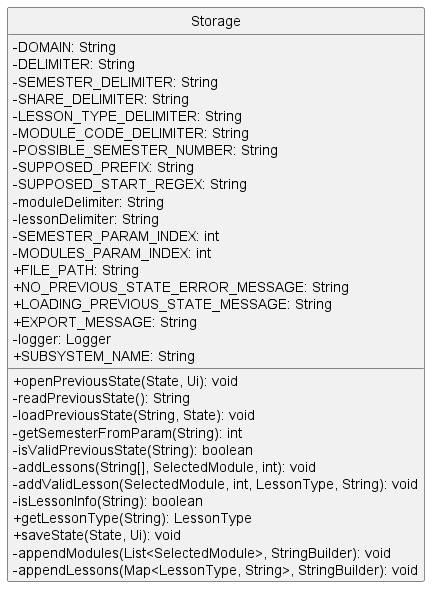 Storage
-DOMAIN: String
-DELIMITER: String
-SEMESTER_DELIMITER: String
-SHARE_DELIMITER: String
-LESSON_TYPE_DELIMITER: String
-MODULE_CODE_DELIMITER: String
-POSSIBLE_SEMESTER_NUMBER: String
-SUPPOSED_PREFIX: String
-SUPPOSED_START_REGEX: String
-moduleDelimiter: String
-lessonDelimiter: String
-SEMESTER_PARAM_INDEX: int
-MODULES_PARAM_INDEX: int
+FILE_PATH: String
+NO_PREVIOUS_STATE_ERROR_MESSAGE: String
+LOADING_PREVIOUS_STATE_MESSAGE: String
+EXPORT_MESSAGE: String
-logger: Logger
+SUBSYSTEM_NAME: String
+openPreviousState(State, Ui): void
-readPreviousState(): String
-loadPreviousState(String, State): void
-getSemesterFromParam(String): int
-isValidPreviousState(String): boolean
-addLessons(String[], SelectedModule, int): void
-addValidLesson(SelectedModule, int, LessonType, String): void
-isLessonInfo(String): boolean
+getLessonType(String): LessonType
+saveState(State, Ui): void
-appendModules(List<SelectedModule>, StringBuilder): void
-appendLessons(Map<LessonType, String>, StringBuilder): void